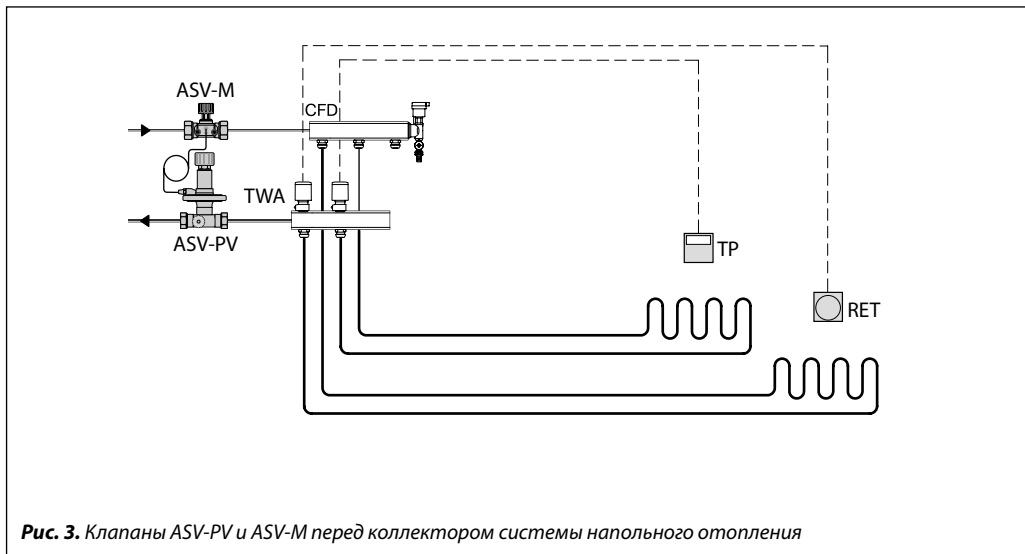 ASV-M
CFD
TWA
ASV-PV
TP
RET
Рис. 3. Клапаны ASV-PV и ASV-M перед коллектором системы напольного отопления